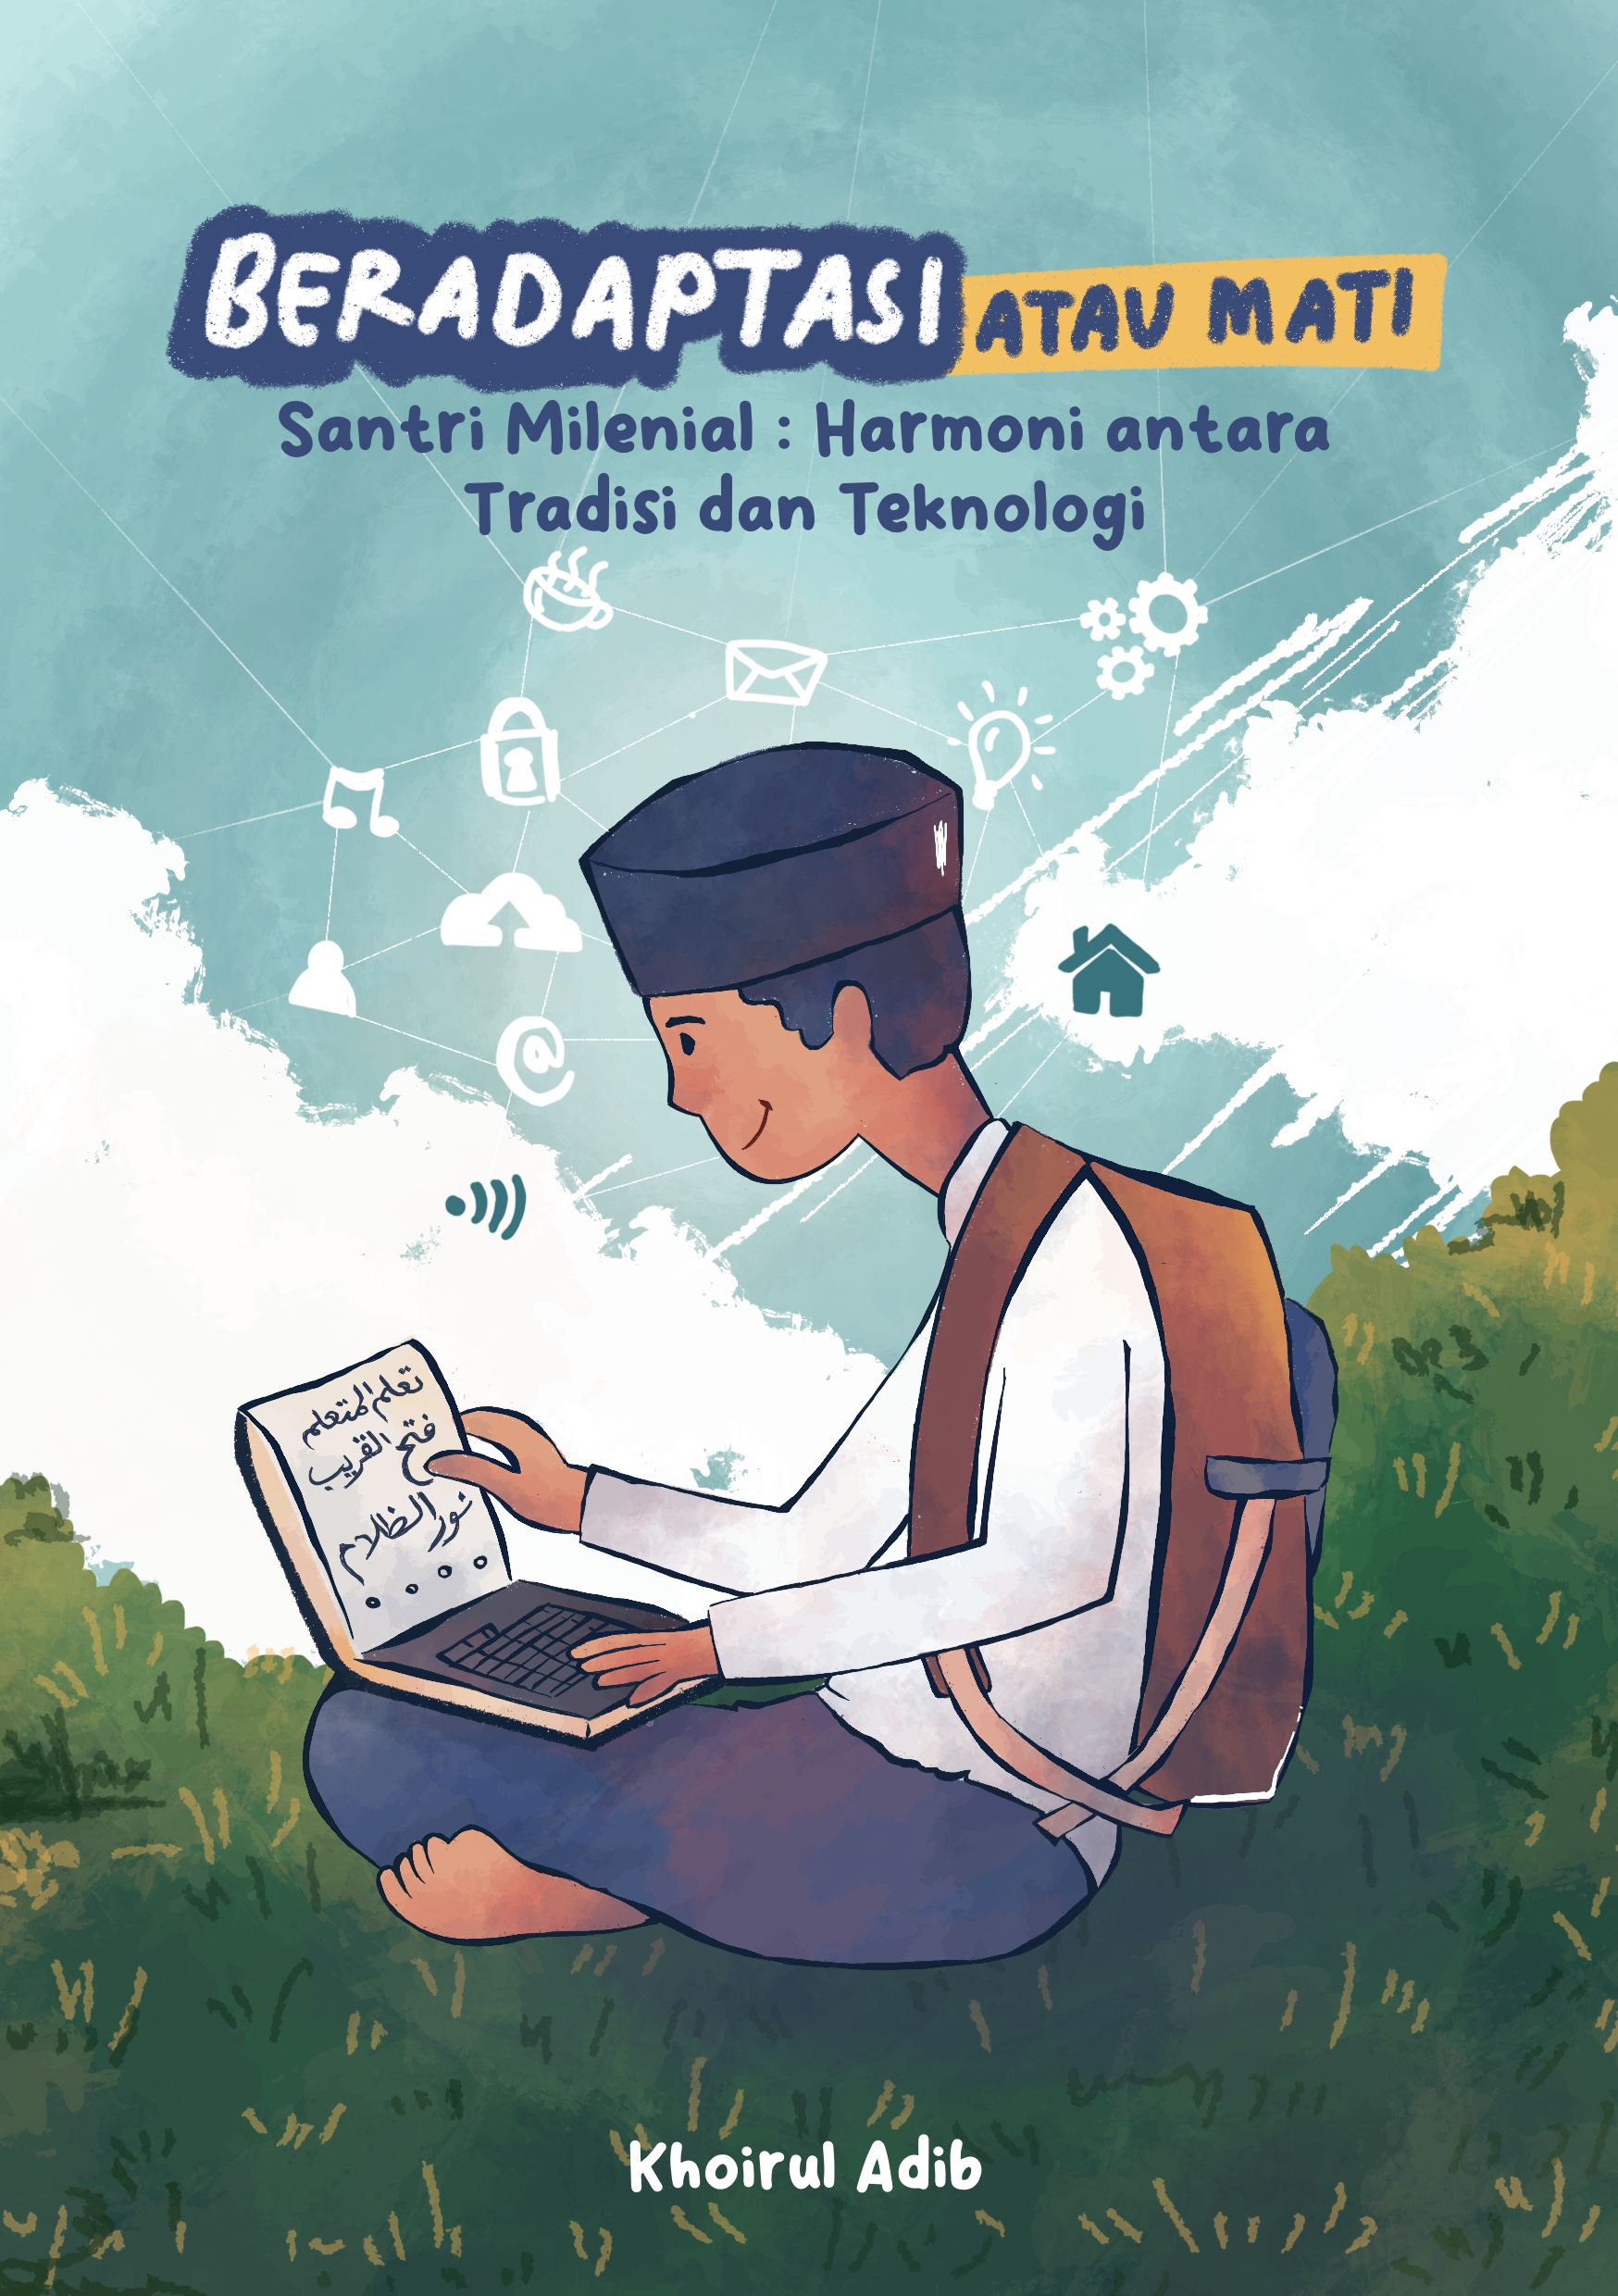 BERADAPTASI ATAU MATI
Santri Milenial : Harmoni antara
Tradisi dan Teknologi
@
تعلم المتعلم
فتح القريب
نور الظلام
Khoirul Adib